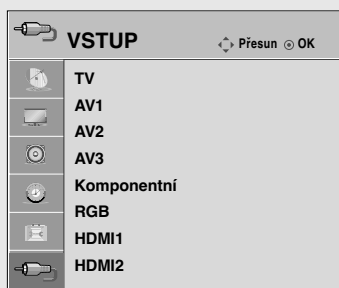 VSTUP Přesun OK
TV
AV1
AV2
AV3
Komponentní
RGB
HDMI1
HDMI2